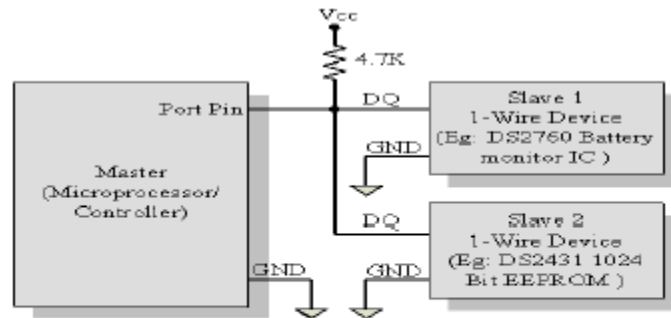 Vcc
4.7K
Port Pin
Master
(Microprocessor/
Controller)
GND
DQ
GND
Slave 1
1-Wire Device
(Eg: DS2760 Battery
monitor IC )
DQ
GND
Slave 2
1-Wire Device
(Eg: DS2431 1024
Bit EEPROM )